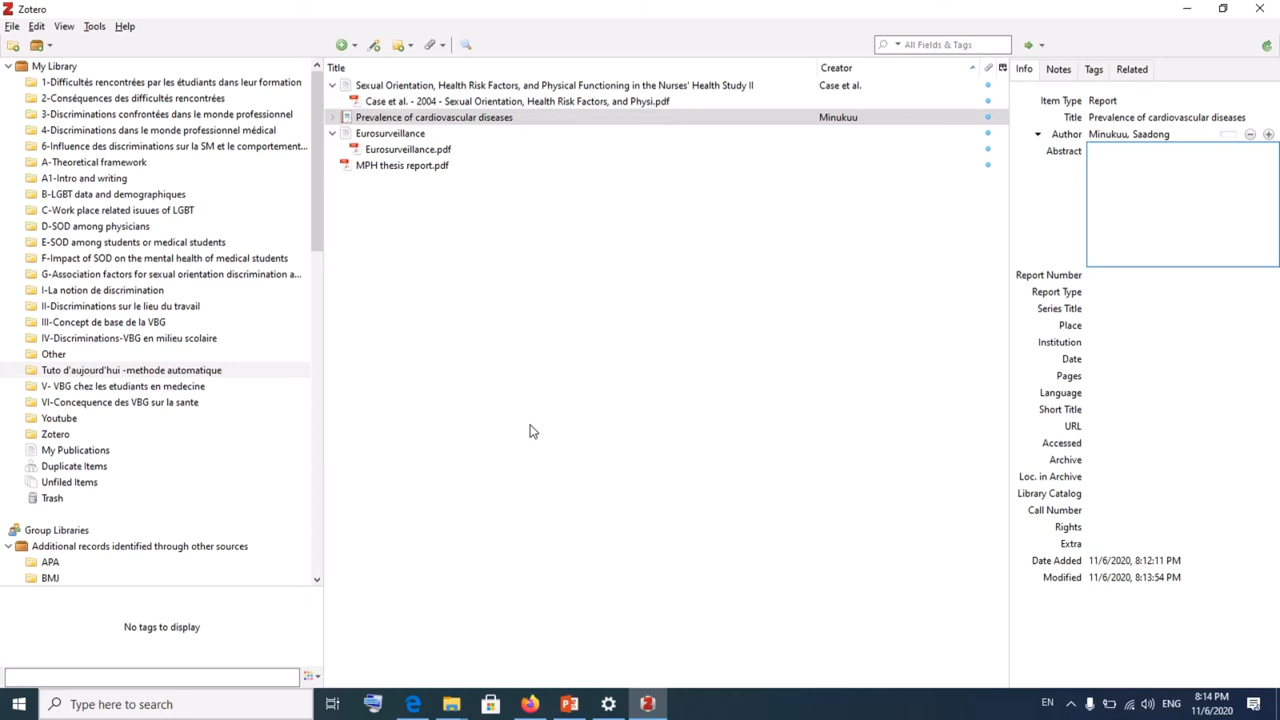 Zotero
File Edit View Tools Help
All Fields & Tags
My Library
1-Difficultés rencontrées par les étudiants dans leur formation
2-Conséquences des difficultés rencontrées
3-Discriminations confrontées dans le monde professionnel
4-Discriminations dans le monde professionnel médical
6-Influence des discriminations sur la SM et le comportement...
A-Theoretical framework
A1-Intro and writing
B-LGBT data and demographiques
C-Work place related isuues of LGBT
D-SOD among physicians
E-SOD among students or medical students
F-Impact of SOD on the mental health of medical students
G-Association factors for sexual orientation discrimination a...
I-La notion de discrimination
II-Discriminations sur le lieu du travail
III-Concept de base de la VBG
IV-Discriminations-VBG en milieu scolaire
Other
Tuto d'aujourd'hui -methode automatique
V- VBG chez les etudiants en medecine
VI-Concequence des VBG sur la sante
Youtube
Zotero
My Publications
Duplicate Items
Unfiled Items
Trash
Group Libraries
Additional records identified through other sources
APA
BMJ
No tags to display
Title Creator
Sexual Orientation, Health Risk Factors, and Physical Functioning in the Nurses' Health Study II Case et al.
Case et al. - 2004 - Sexual Orientation, Health Risk Factors, and Physi.pdf
Prevalence of cardiovascular diseases Minukuu
Eurosurveillance
Eurosurveillance.pdf
MPH thesis report.pdf
Info Notes Tags Related
Item Type Report
Title Prevalence of cardiovascular diseases
Author Minukuu, Saadong
Abstract
Report Number
Report Type
Series Title
Place
Institution
Date
Pages
Language
Short Title
URL
Accessed
Archive
Loc. in Archive
Library Catalog
Call Number
Rights
Extra
Date Added 11/6/2020, 8:12:11 PM
Modified 11/6/2020, 8:13:54 PM
Type here to search
EN
ENG
8:14 PM
11/6/2020